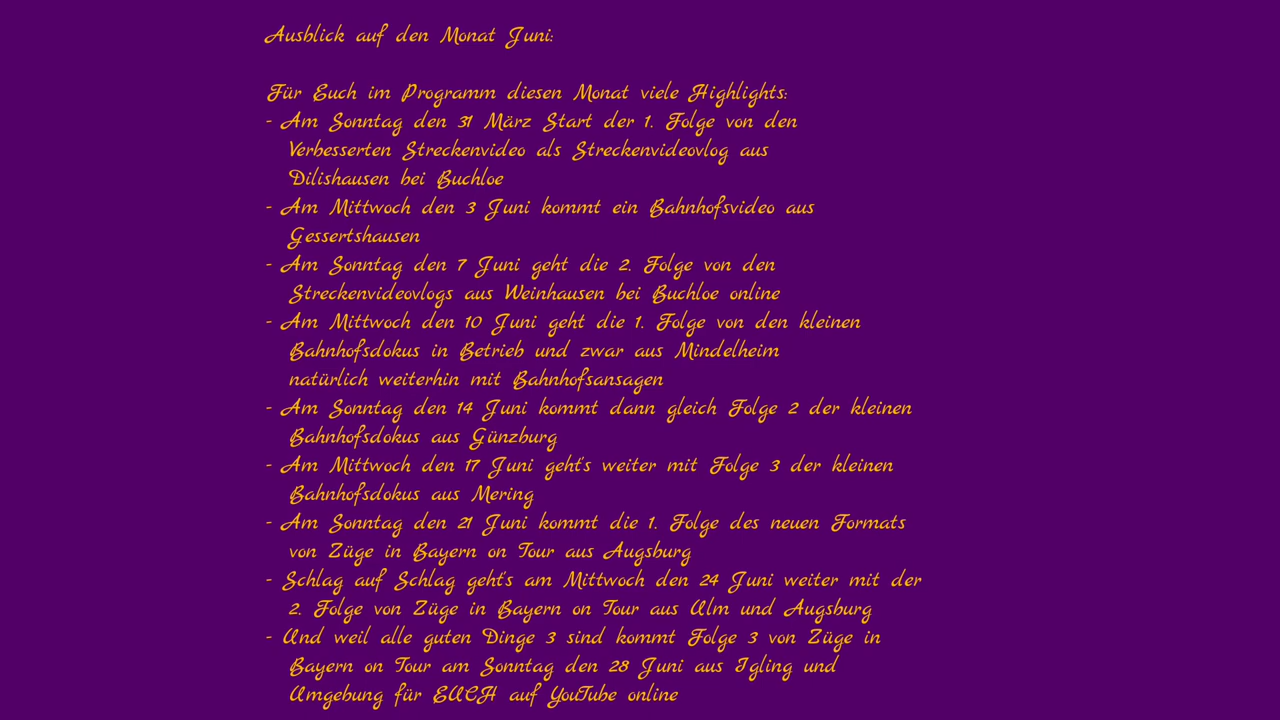 Ausblick auf den Monat Juni:
Für Euch im Programm diesen Monat viele Highlights:
- Am Sonntag den 31 März Start der 1. Folge von den
Verbesserten Streckenvideo als Streckenvideovlog aus
Dilishausen bei Buchloe
- Am Mittwoch den 3 Juni kommt ein Bahnhofsvideo aus
Gessertshausen
- Am Sonntag den 7 Juni geht die 2. Folge von den
Streckenvideovlogs aus Weinhausen bei Buchloe online
- Am Mittwoch den 10 Juni geht die 1. Folge von den kleinen
Bahnhofsdokus in Betrieb und zwar aus Mindelheim
natürlich weiterhin mit Bahnhofsansagen
- Am Sonntag den 14 Juni kommt dann gleich Folge 2 der kleinen
Bahnhofsdokus aus Günzburg
- Am Mittwoch den 17 Juni geht's weiter mit Folge 3 der kleinen
Bahnhofsdokus aus Mering
- Am Sonntag den 21 Juni kommt die 1. Folge des neuen Formats
von Züge in Bayern on Tour aus Augsburg
- Schlag auf Schlag geht's am Mittwoch den 24 Juni weiter mit der
2. Folge von Züge in Bayern on Tour aus Ulm und Augsburg
- Und weil alle guten Dinge 3 sind kommt Folge 3 von Züge in
Bayern on Tour am Sonntag den 28 Juni aus Igling und
Umgebung für EUCH auf YouTube online